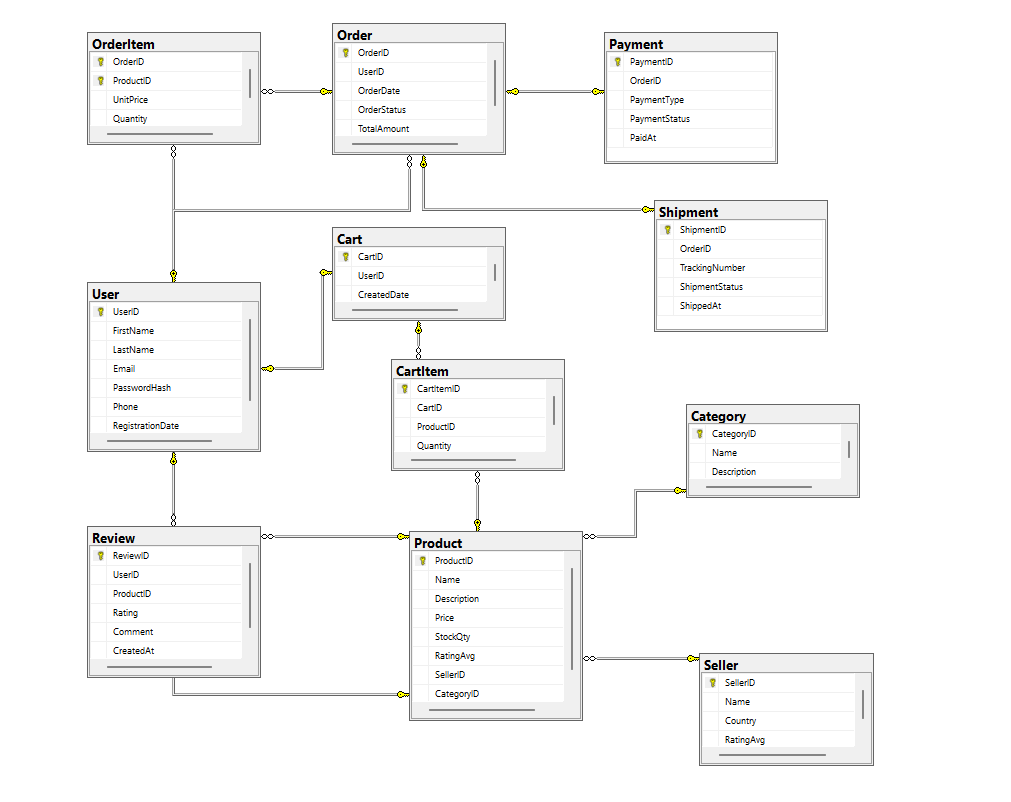 OrderItem
OrderID
ProductID
UnitPrice
Quantity
Order
OrderID
UserID
OrderDate
OrderStatus
TotalAmount
Payment
PaymentID
OrderID
PaymentType
PaymentStatus
PaidAt
Shipment
ShipmentID
OrderID
TrackingNumber
ShipmentStatus
ShippedAt
Cart
CartID
UserID
CreatedDate
User
UserID
FirstName
LastName
Email
PasswordHash
Phone
RegistrationDate
CartItem
CartItemID
CartID
ProductID
Quantity
Category
CategoryID
Name
Description
Review
ReviewID
UserID
ProductID
Rating
Comment
CreatedAt
Product
ProductID
Name
Description
Price
StockQty
RatingAvg
SellerID
CategoryID
Seller
SellerID
Name
Country
RatingAvg